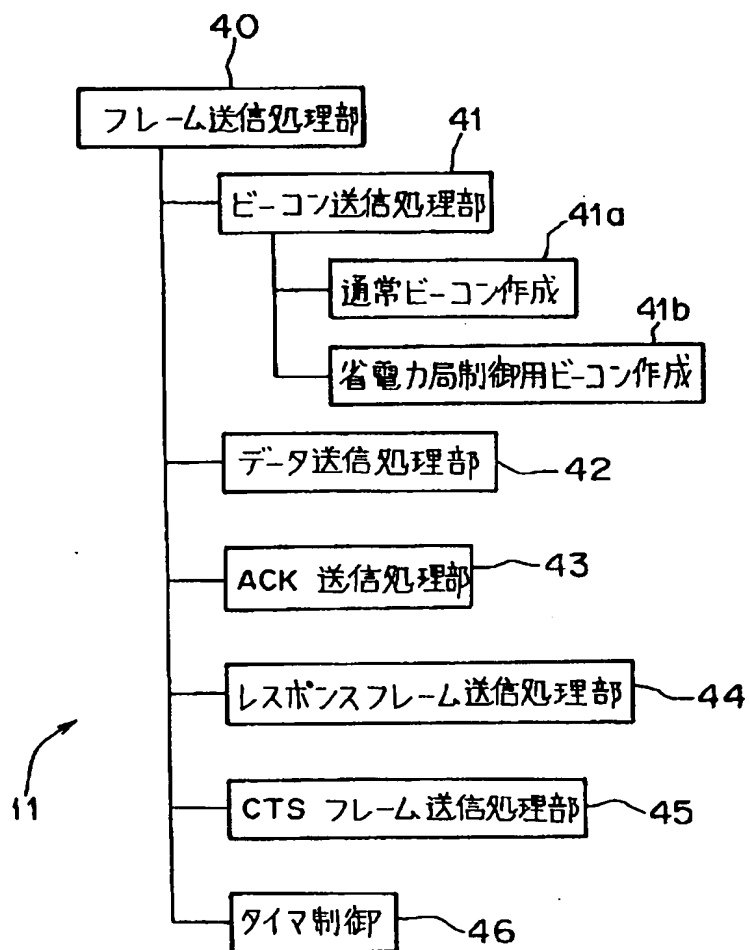 40
フレーム送信処理部
41
ビーコン送信処理部
41a
通常ビーコン作成
41b
省電力局制御用ビーコン作成
データ送信処理部
42
ACK 送信処理部
43
レスポンスフレーム送信処理部
44
11
CTS フレーム送信処理部
45
タイマ制御
46